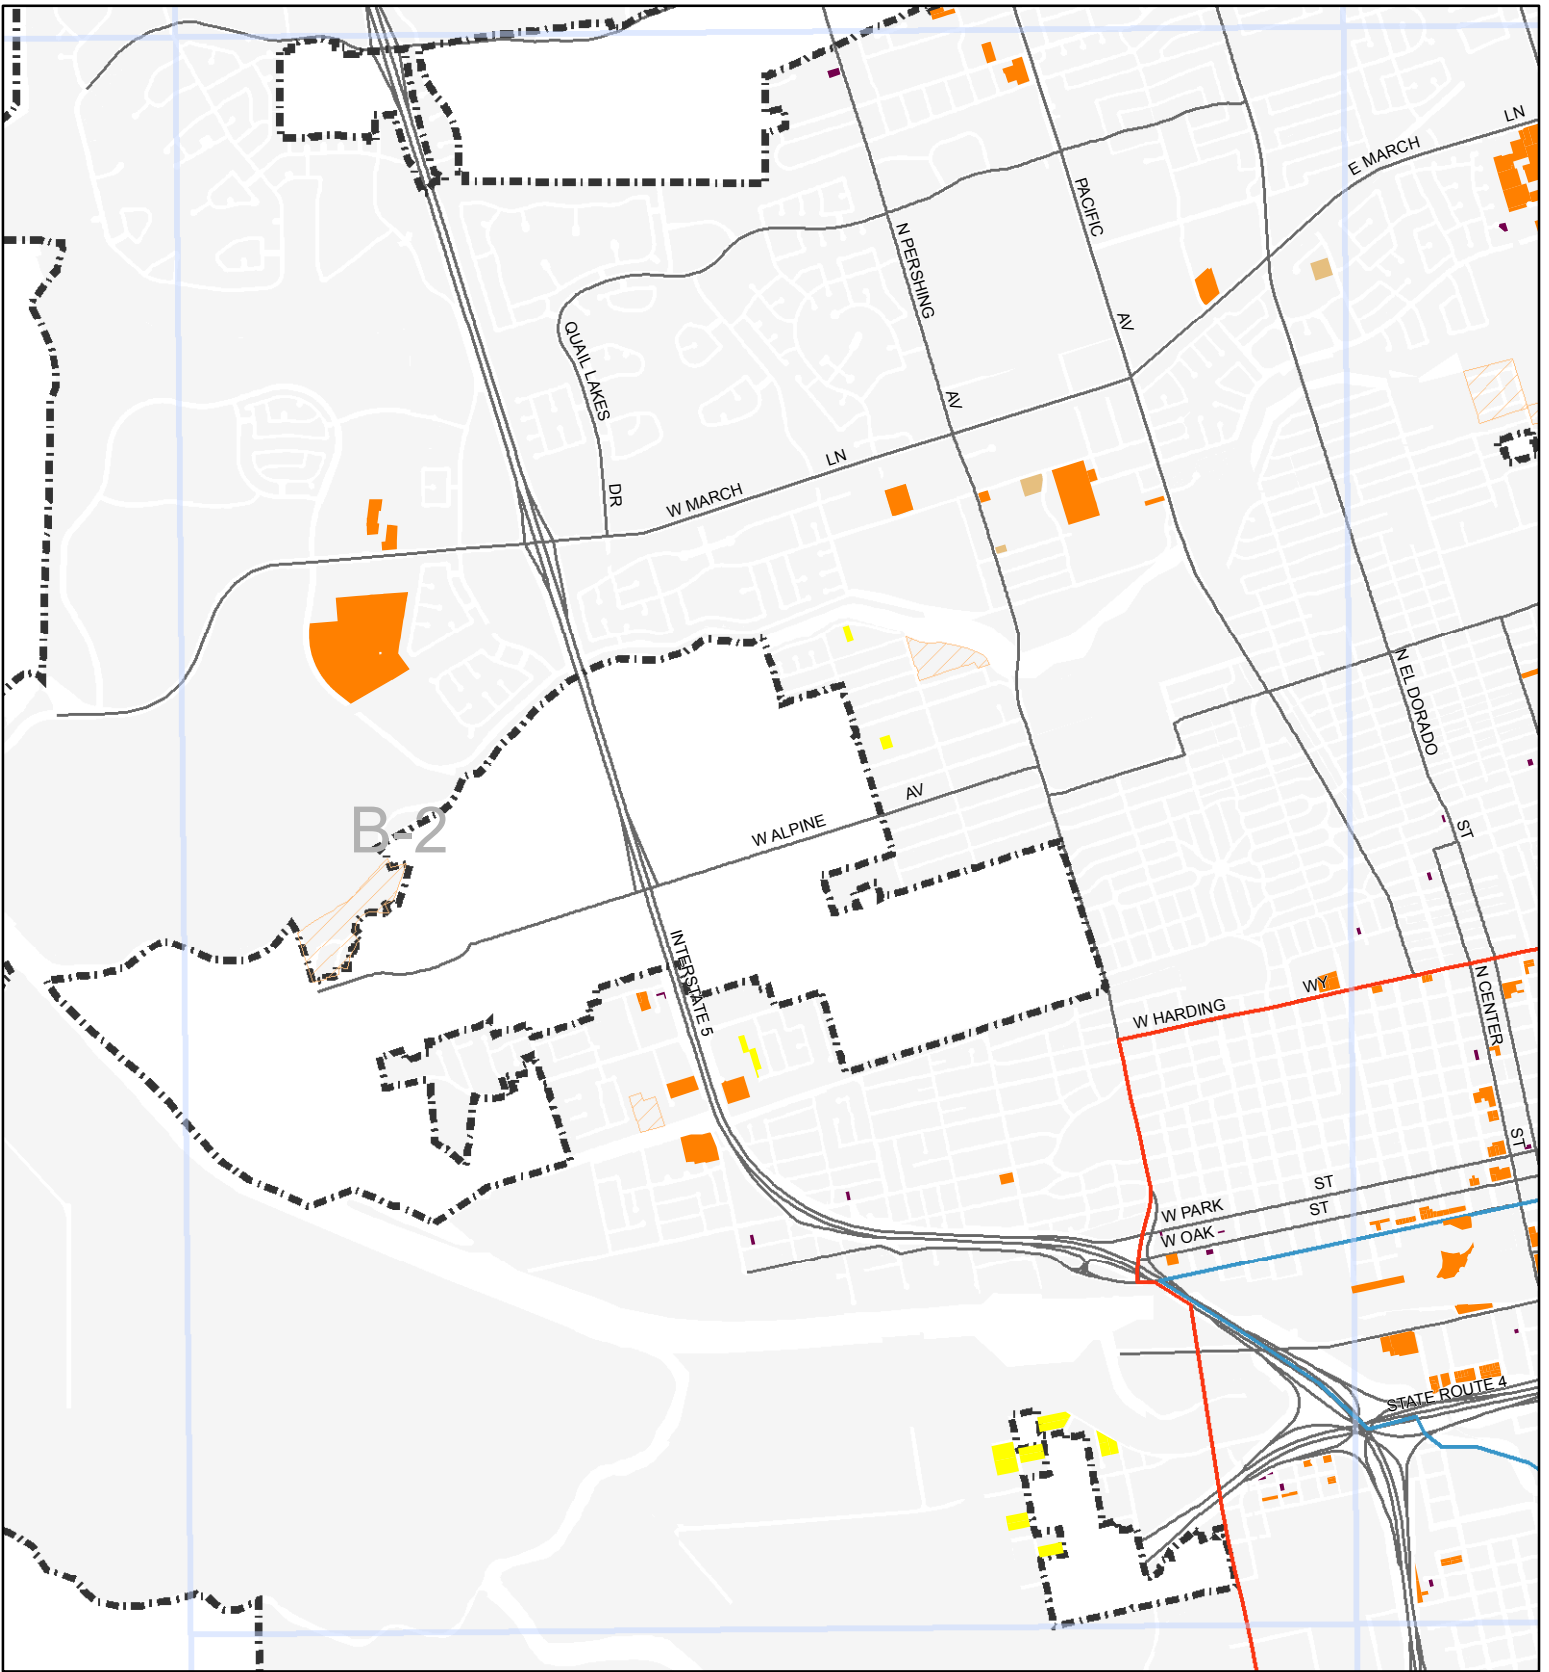 LN
E MARCH
PACIFIC
N PERSHING
AV
QUAIL LAKES
AV
LN
DR
W MARCH
N EL DORADO
AV
B-2
W ALPINE
ST
INTERSTATE 5
N CENTER
WY
W HARDING
ST
ST
W PARK
ST
W OAK
STATE ROUTE 4